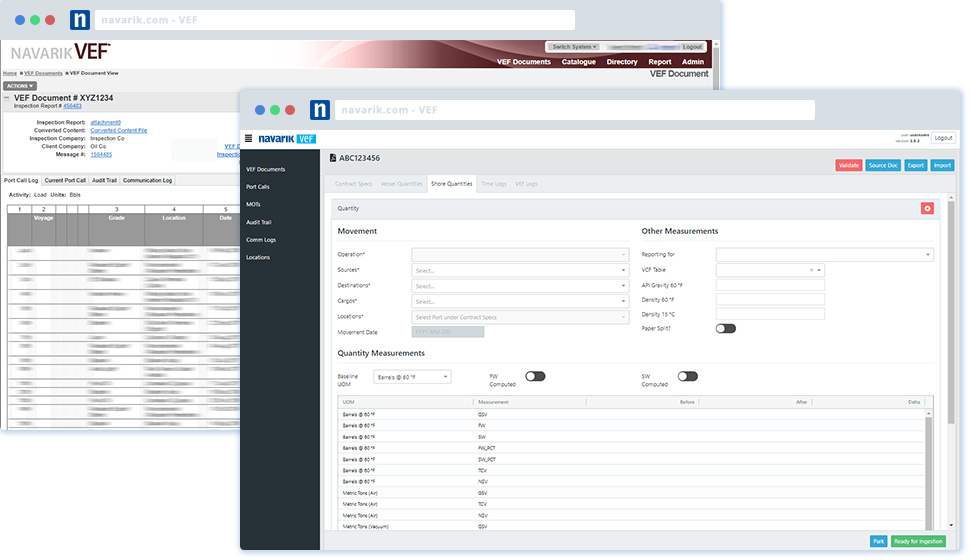 n navarik.com - VEF
NAVARIK VEF
Switch System Logout
VEF Documents Catalogue Directory Report Admin
Home VEF Documents VEF Document View
VEF Document
ACTIONS
VEF Document # XYZ1234
Inspection Report # 456483
Inspection Report: attachment0
Converted Content: Converted Content File
Inspection Company: Inspection Co
Client Company: Oil Co
VEF D
Message #: 1564485
Inspectio
Port Call Log Current Port Call Audit Trail Communication Log
Activity: Load Units: Bbls
1 2 3 4 5
Voyage Grade Location Date
n navarik.com - VEF
navarik VEF
user: username
version: 3.0.2
Logout
VEF Documents
Port Calls
MOTs
Audit Trail
Comm Logs
Locations
ABC123456
Validate Source Doc Export Import
Contract Specs Vessel Quantities Shore Quantities Time Logs VEF Logs
Quantity
Movement
Operation*
Sources* Select...
Destinations* Select...
Cargos* Select...
Locations* Select Port under Contract Specs
Movement Date YYYY-MM-DD
Other Measurements
Reporting for
VCF Table
API Gravity 60 °F
Density 60 °F
Density 15 °C
Paper Split?
Quantity Measurements
Baseline UOM Barrels @ 60 °F
FW Computed
SW Computed
UOM Measurement Before After Delta
Barrels @ 60 °F GSV
Barrels @ 60 °F FW
Barrels @ 60 °F SW
Barrels @ 60 °F FW_PCT
Barrels @ 60 °F SW_PCT
Barrels @ 60 °F TCV
Barrels @ 60 °F NSV
Metric Tons (Air) GSV
Metric Tons (Air) TCV
Metric Tons (Air) NSV
Metric Tons (Vacuum) GSV
Park Ready for Ingestion